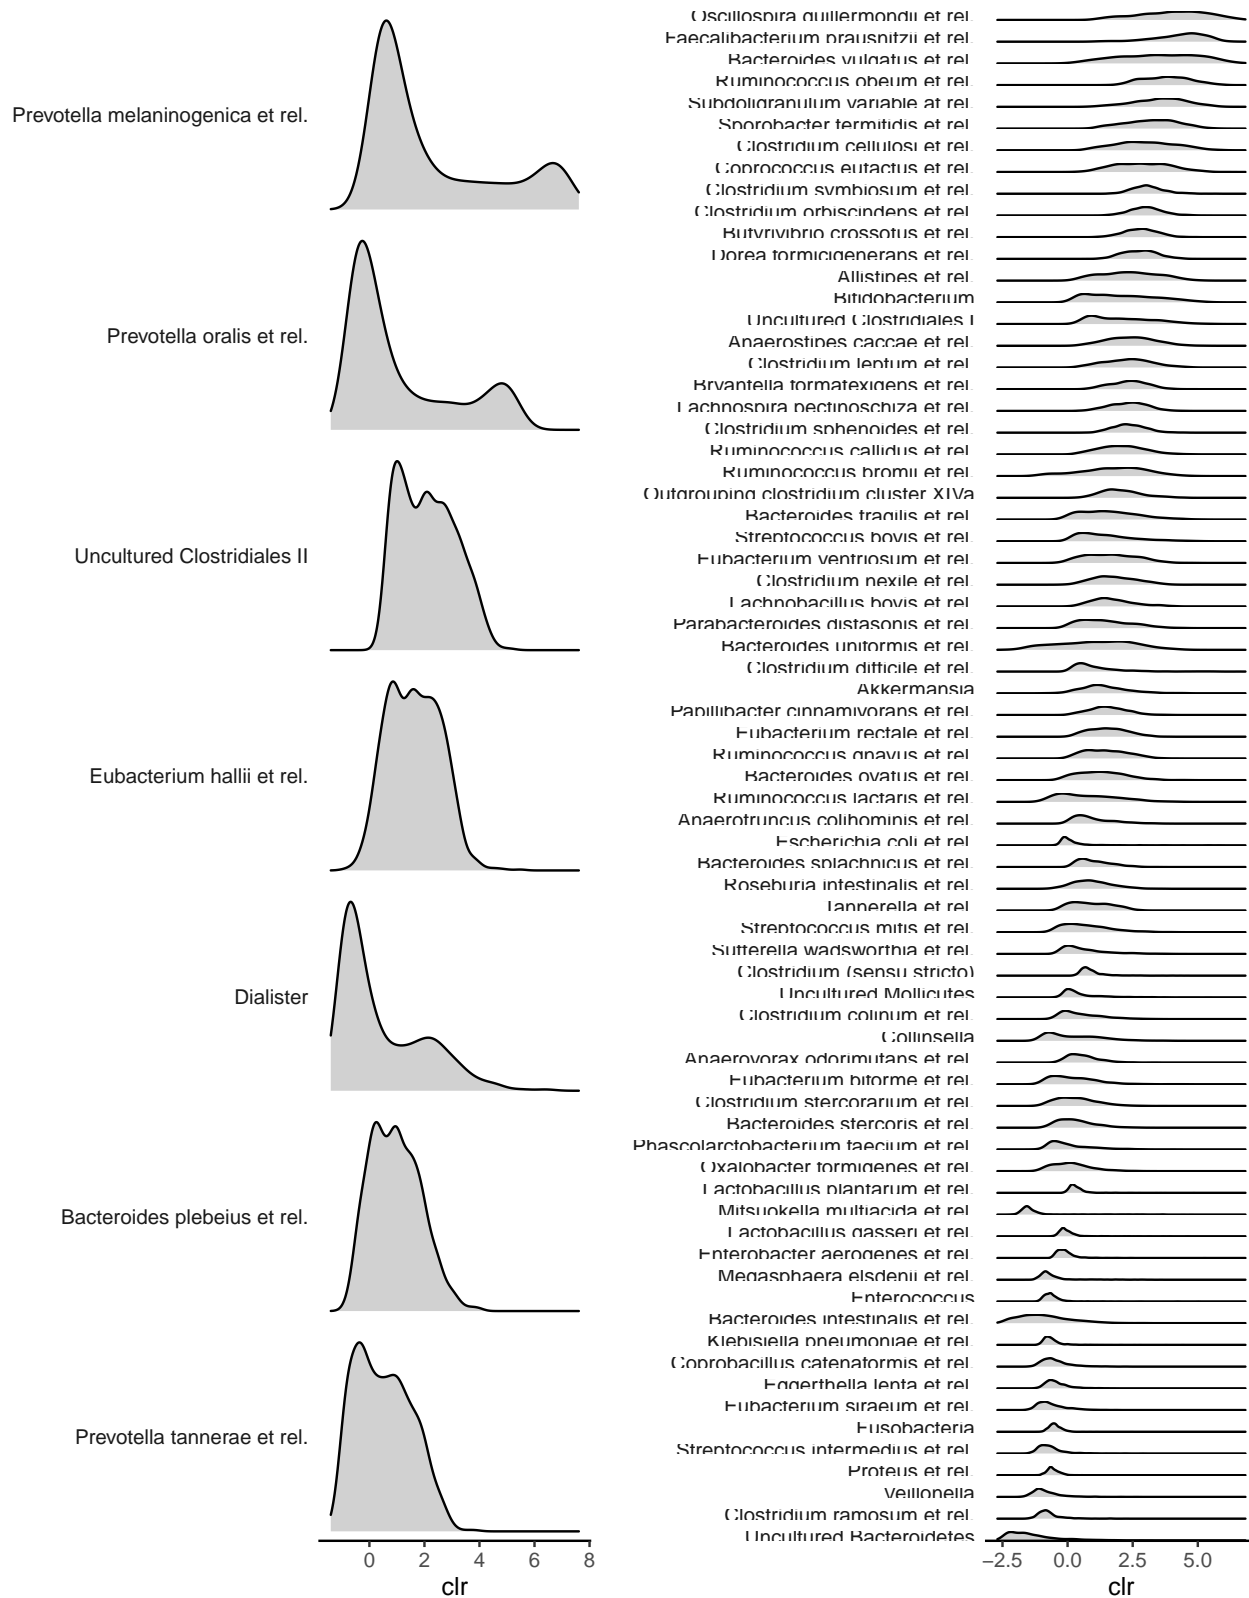 Prevotella melaninogenica et rel.
Prevotella oralis et rel.
Uncultured Clostridiales II
Eubacterium hallii et rel.
Dialister
Bacteroides plebeius et rel.
Prevotella tannerae et rel.
0 2 4 6 8
clr
Oscillospira guillermondii et rel.
Faecalibacterium prausnitzii et rel.
Bacteroides vulgatus et rel.
Ruminococcus obeum et rel.
Subdoligranulum variable at rel.
Sporobacter termitidis et rel.
Clostridium cellulosi et rel.
Coprococcus eutactus et rel.
Clostridium symbiosum et rel.
Clostridium orbiscindens et rel.
Butyrivibrio crossotus et rel.
Dorea formicigenerans et rel.
Allistipes et rel.
Bifidobacterium
Uncultured Clostridiales I
Anaerostipes caccae et rel.
Clostridium leptum et rel.
Bryantella formatexigens et rel.
Lachnospira pectinoschiza et rel.
Clostridium sphenoides et rel.
Ruminococcus callidus et rel.
Ruminococcus bromii et rel.
Outgrouping clostridium cluster XIVa
Bacteroides fragilis et rel.
Streptococcus bovis et rel.
Eubacterium ventriosum et rel.
Clostridium nexile et rel.
Lachnobacillus bovis et rel.
Parabacteroides distasonis et rel.
Bacteroides uniformis et rel.
Clostridium difficile et rel.
Akkermansia
Papillibacter cinnamivorans et rel.
Eubacterium rectale et rel.
Ruminococcus gnavus et rel.
Bacteroides ovatus et rel.
Ruminococcus lactaris et rel.
Anaerotruncus colihominis et rel.
Escherichia coli et rel.
Bacteroides splachnicus et rel.
Roseburia intestinalis et rel.
Tannerella et rel.
Streptococcus mitis et rel.
Sutterella wadsworthia et rel.
Clostridium (sensu stricto)
Uncultured Mollicutes
Clostridium colinum et rel.
Collinsella
Anaerovorax odorimutans et rel.
Eubacterium biforme et rel.
Clostridium stercorarium et rel.
Bacteroides stercoris et rel.
Phascolarctobacterium faecium et rel.
Oxalobacter formigenes et rel.
Lactobacillus plantarum et rel.
Mitsuokella multiacida et rel.
Lactobacillus gasseri et rel.
Enterobacter aerogenes et rel.
Megasphaera elsdenii et rel.
Enterococcus
Bacteroides intestinalis et rel.
Klebisiella pneumoniae et rel.
Coprobacillus catenaformis et rel.
Eggerthella lenta et rel.
Eubacterium siraeum et rel.
Fusobacteria
Streptococcus intermedius et rel.
Proteus et rel.
Veillonella
Clostridium ramosum et rel.
Uncultured Bacteroidetes
−2.5 0.0 2.5 5.0
clr